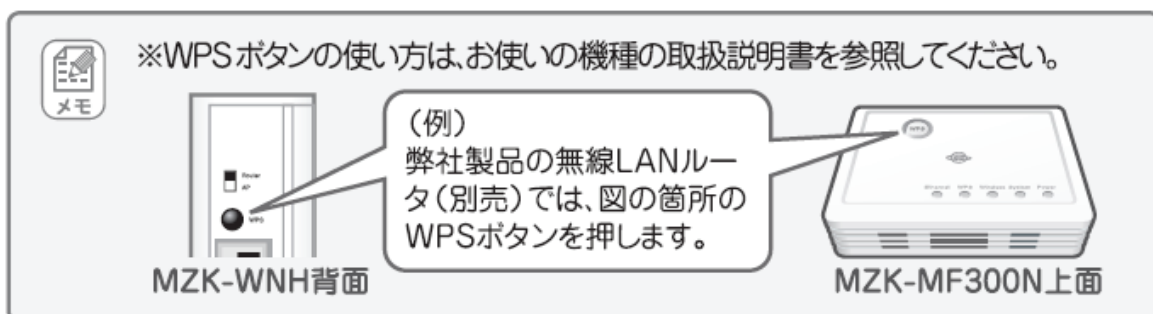 ※WPSボタンの使い方は、お使いの機種の取扱説明書を参照してください。
メモ
（例）
弊社製品の無線LANルー
タ（別売）では、図の箇所の
WPSボタンを押します。
Router
AP
WPS
WPS
Power
MZK-WNH背面
MZK-MF300N上面